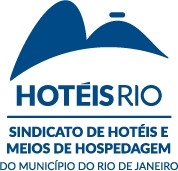 HOTÉISRIO
SINDICATO DE HOTÉIS E
MEIOS DE HOSPEDAGEM
DO MUNICÍPIO DO RIO DE JANEIRO